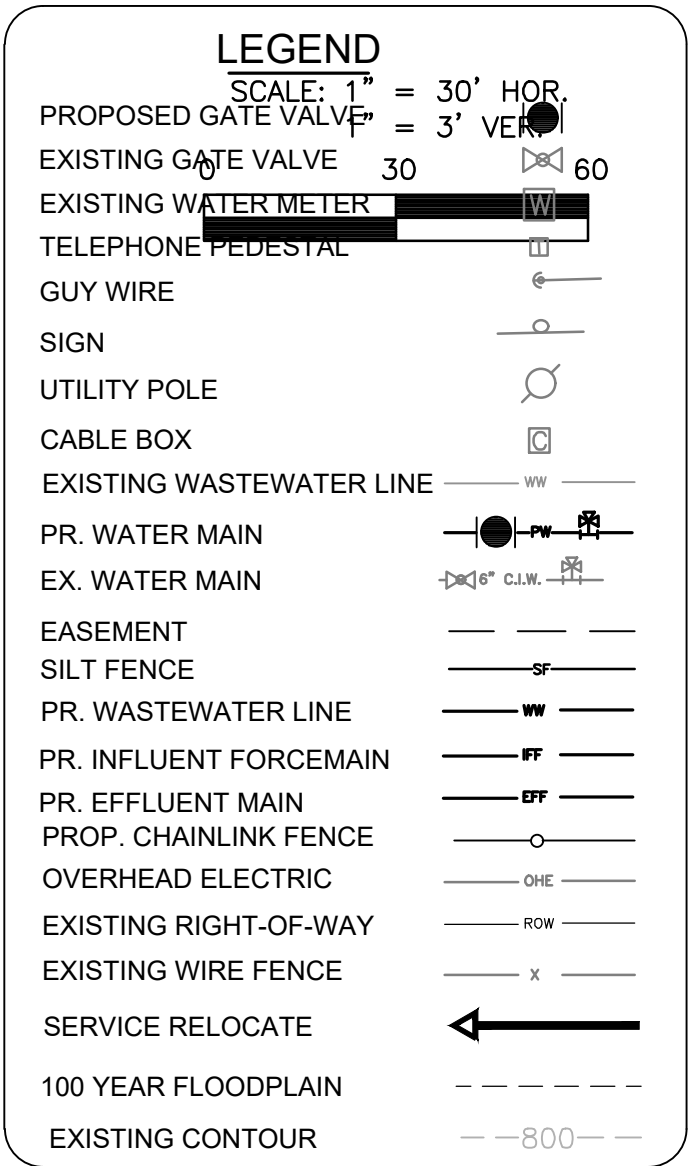 LEGEND
SCALE: 1" = 30' HOR.
PROPOSED GATE VALVE
1" = 3' VER.
EXISTING GATE VALVE
0 30 60
EXISTING WATER METER W
TELEPHONE PEDESTAL T
GUY WIRE
SIGN
UTILITY POLE
CABLE BOX C
EXISTING WASTEWATER LINE WW
PR. WATER MAIN PW
EX. WATER MAIN 6" C.I.W.
EASEMENT
SILT FENCE SF
PR. WASTEWATER LINE WW
PR. INFLUENT FORCEMAIN IFF
PR. EFFLUENT MAIN EFF
PROP. CHAINLINK FENCE
OVERHEAD ELECTRIC OHE
EXISTING RIGHT-OF-WAY ROW
EXISTING WIRE FENCE X
SERVICE RELOCATE
100 YEAR FLOODPLAIN
EXISTING CONTOUR 800